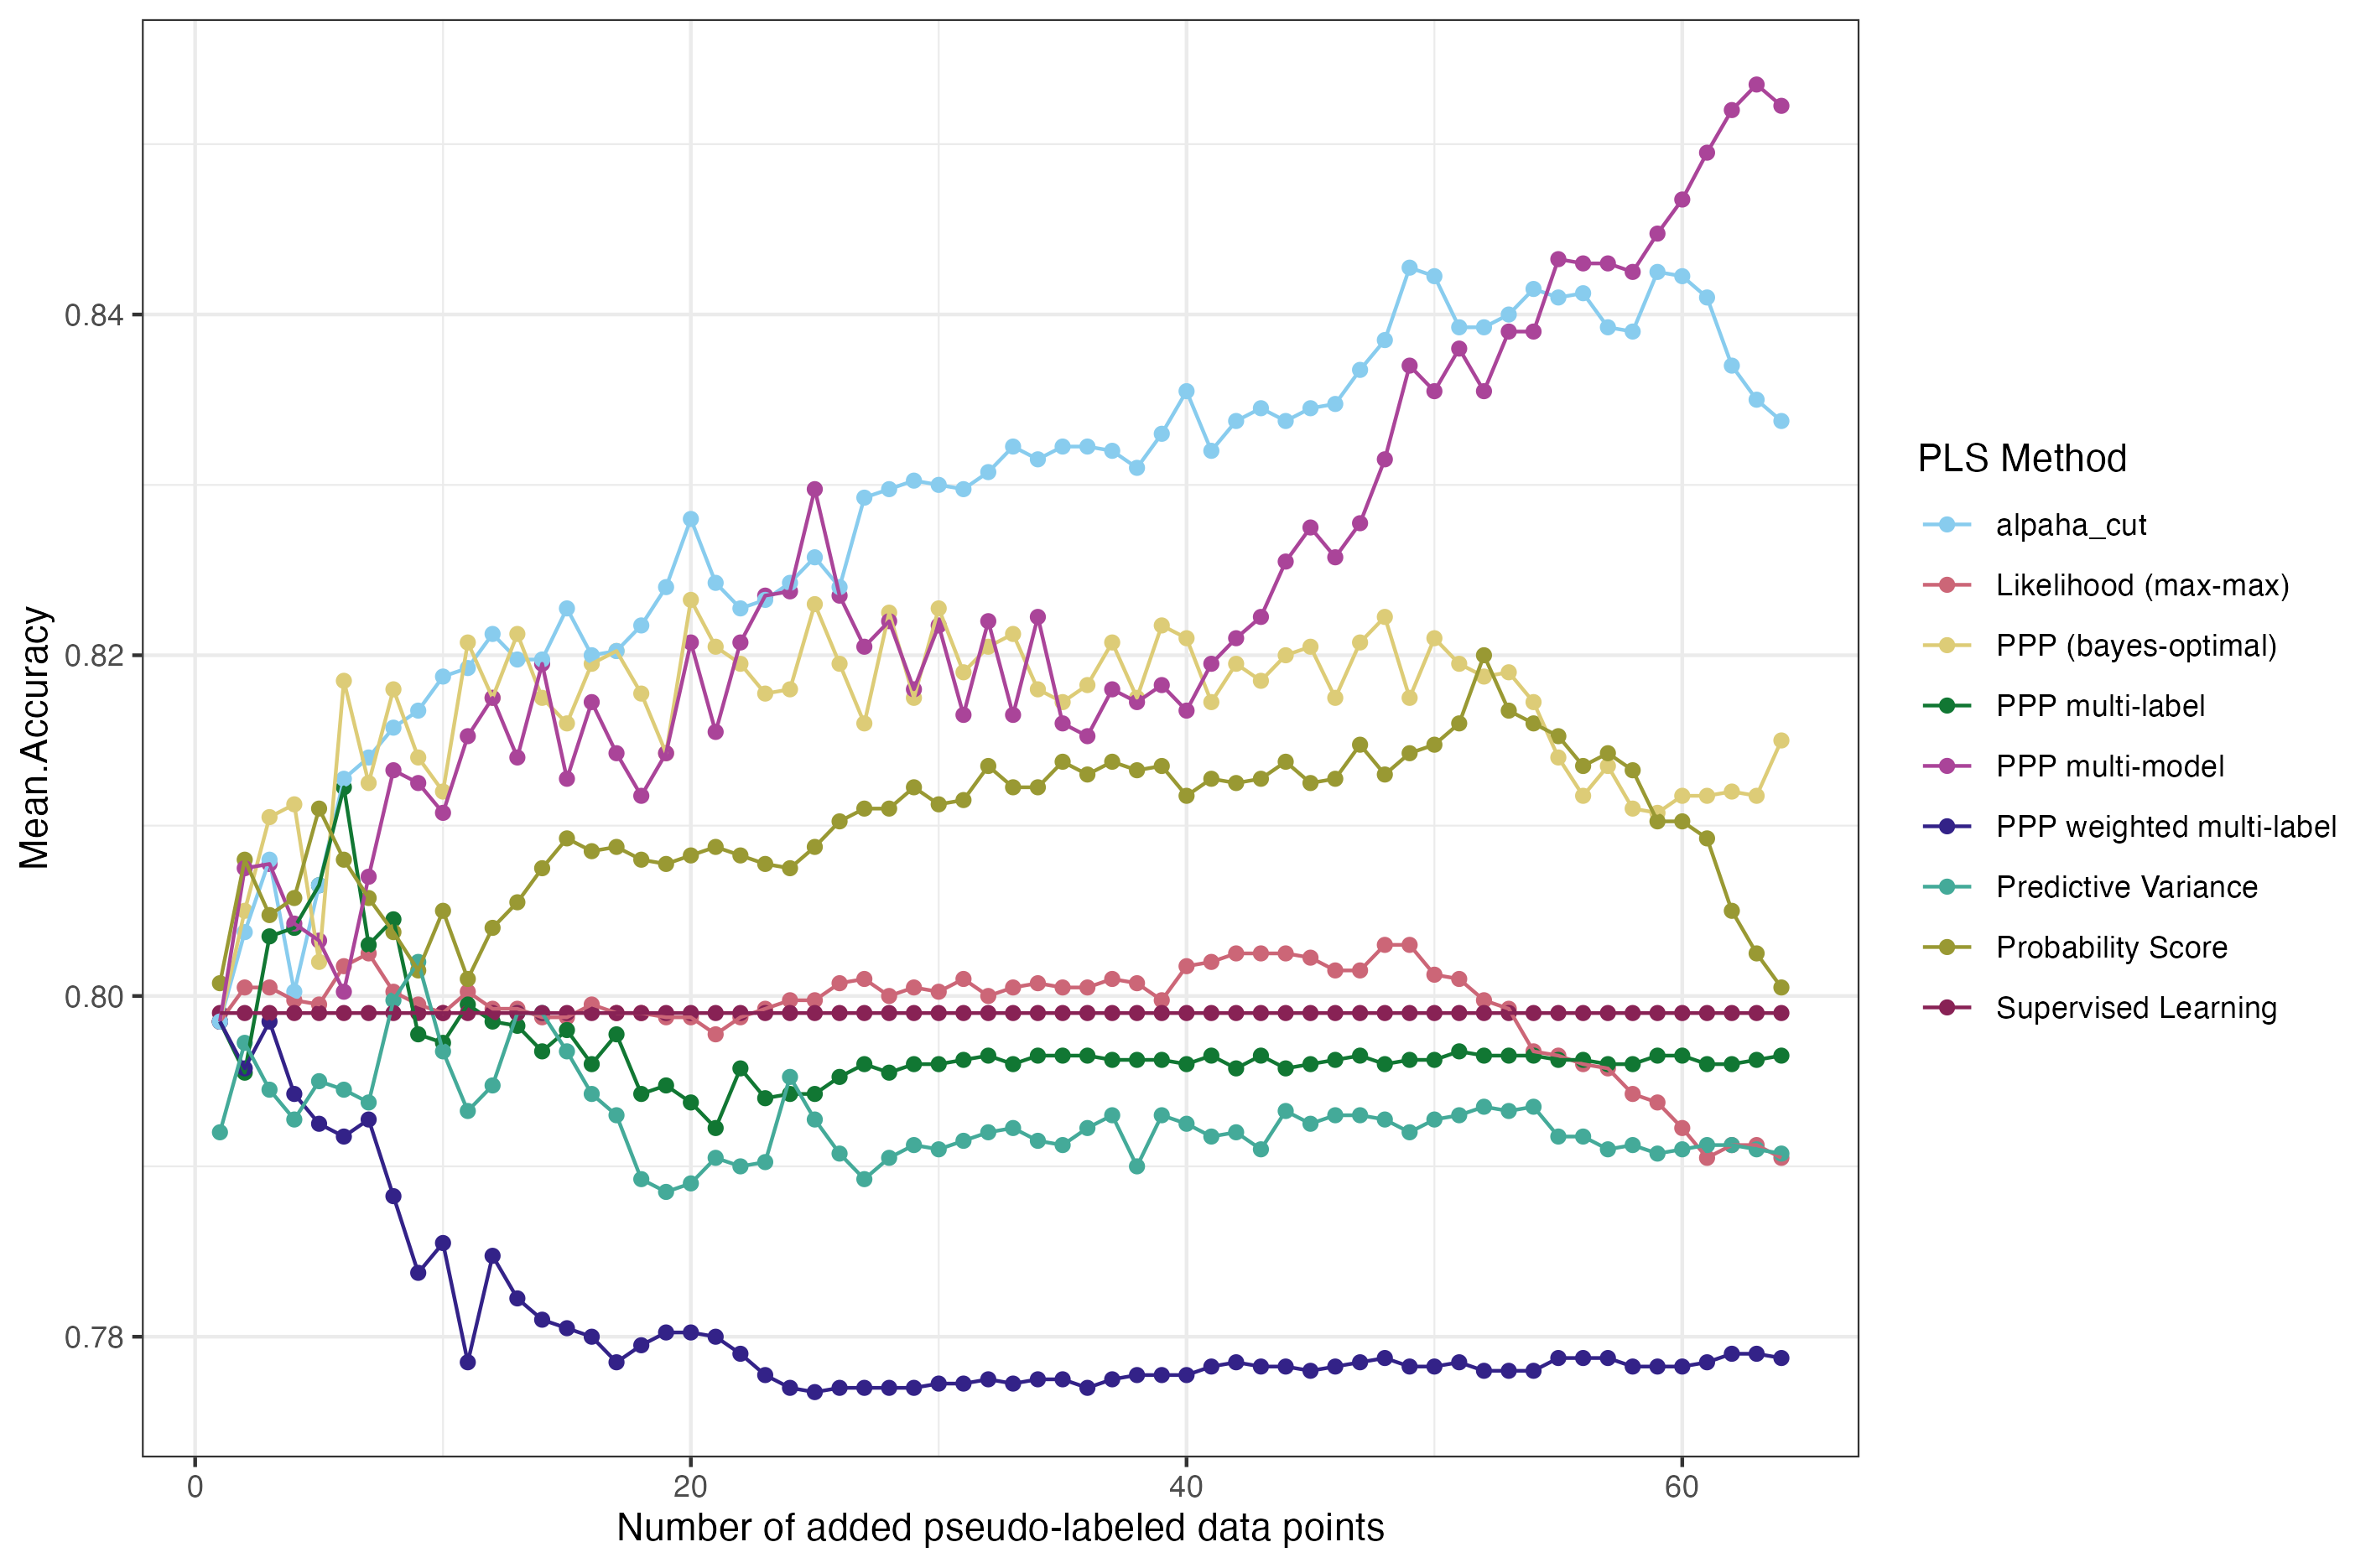 Mean.Accuracy
0.84
0.82
0.80
0.78
0
20
40
60
Number of added pseudo-labeled data points
PLS Method
alpaha_cut
Likelihood (max-max)
PPP (bayes-optimal)
PPP multi-label
PPP multi-model
PPP weighted multi-label
Predictive Variance
Probability Score
Supervised Learning